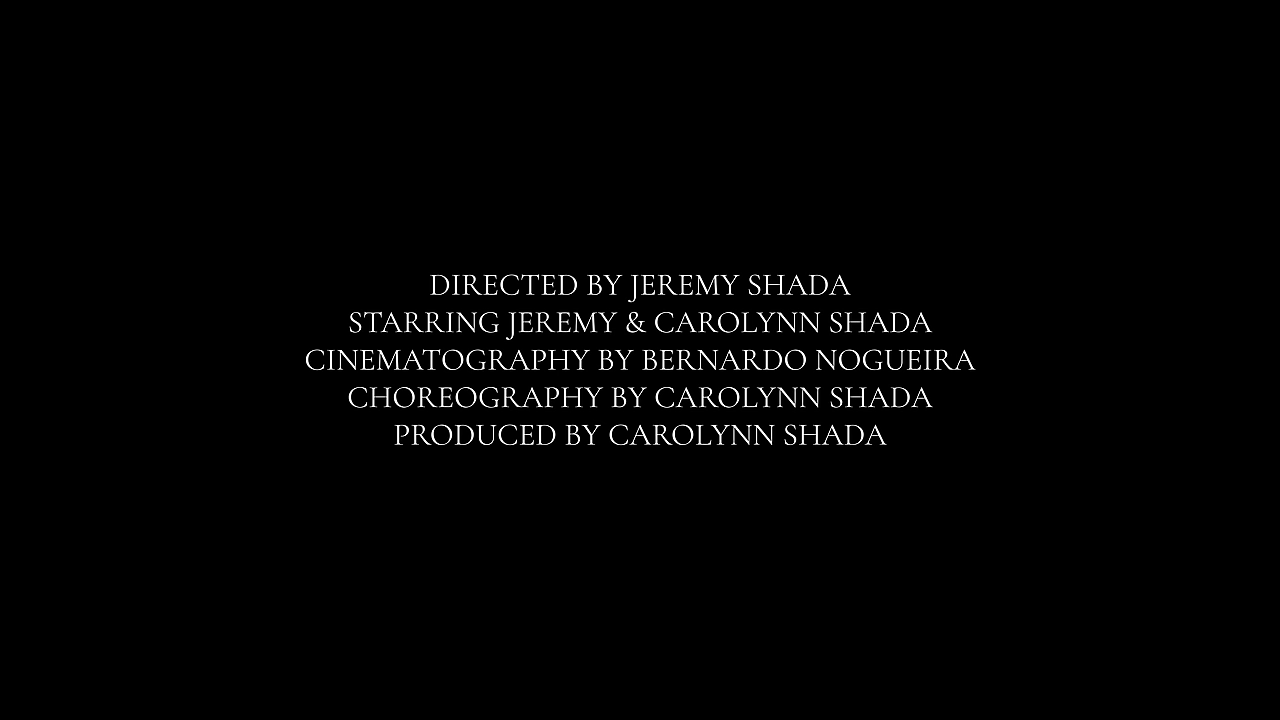 DIRECTED BY JEREMY SHADA
STARRING JEREMY & CAROLYNN SHADA
CINEMATOGRAPHY BY BERNARDO NOGUEIRA
CHOREOGRAPHY BY CAROLYNN SHADA
PRODUCED BY CAROLYNN SHADA